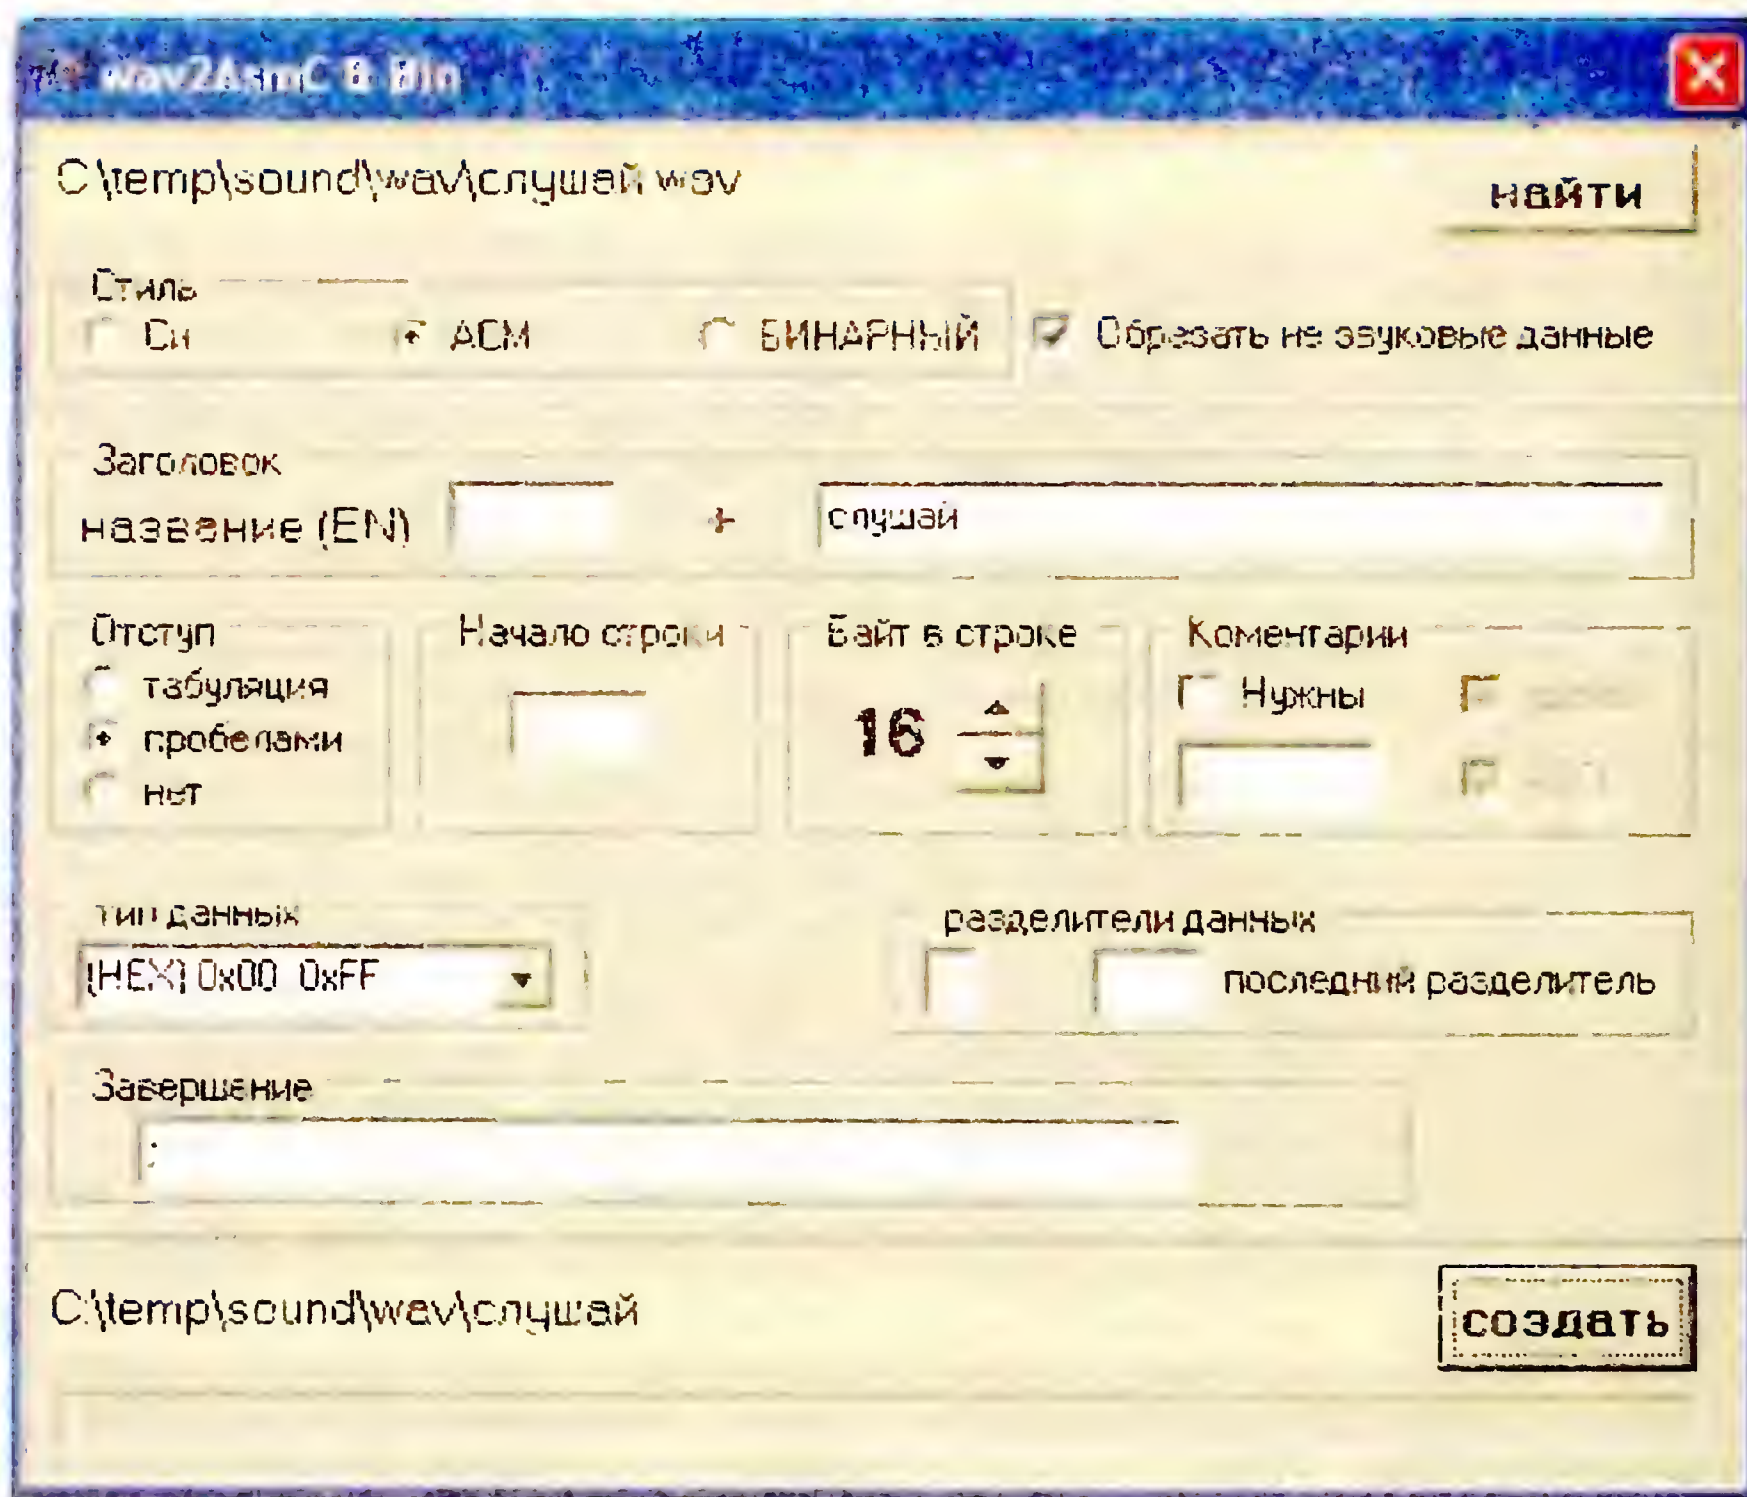 C:\temp\sound\wav\слушай.wav
найти
Стиль
Си АСМ БИНАРНЫЙ Обрезать не звуковые данные
Заголовок
название (EN) + слушай
Отступ Начало строки Байт в строке Коментарии
табуляция Нужны
пробелами 16
нет
тип данных разделители данных
(HEX) 0x00 0xFF последний разделитель
Завершение
;
C:\temp\sound\wav\слушай
создать